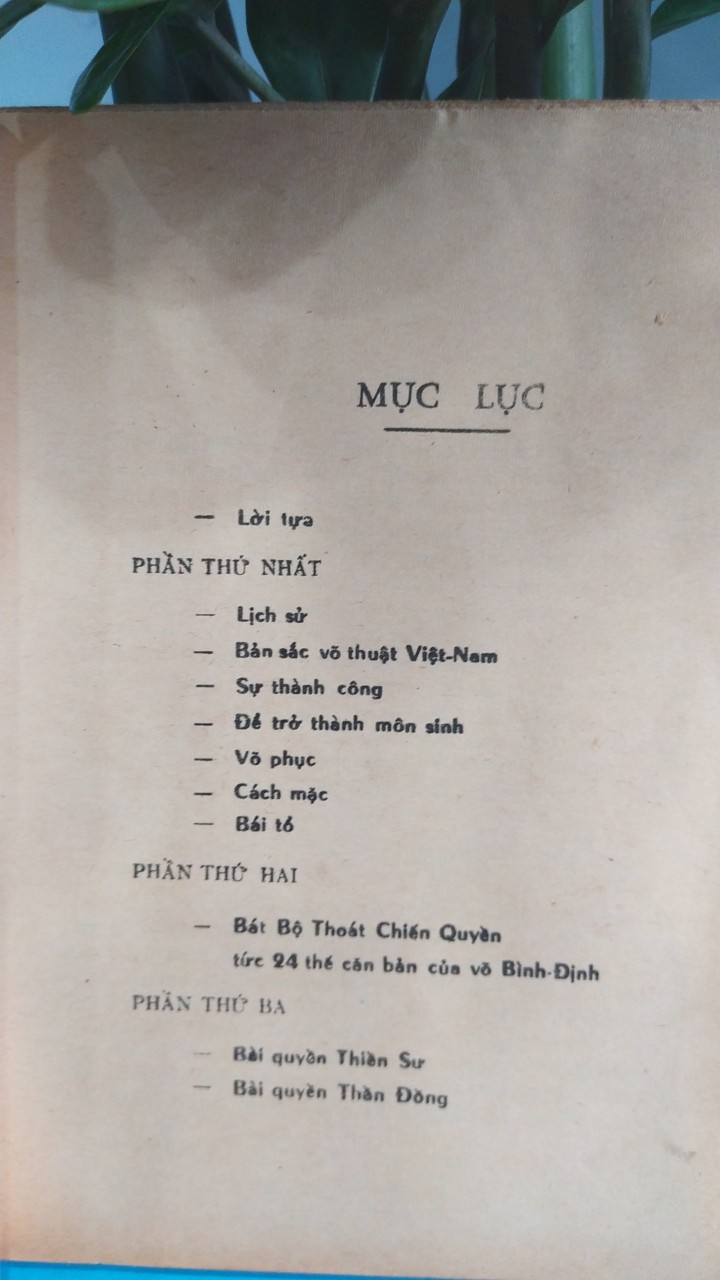 MỤC LỤC
— Lời tựa
PHẦN THỨ NHẤT
— Lịch sử
— Bản sắc võ thuật Việt-Nam
— Sự thành công
— Để trở thành môn sinh
— Võ phục
— Cách mặc
— Bái tổ
PHẦN THỨ HAI
— Bát Bộ Thoát Chiến Quyền
tức 24 thế căn bản của võ Bình-Định
PHẦN THỨ BA
— Bài quyền Thiền Sư
— Bài quyền Thần Đồng